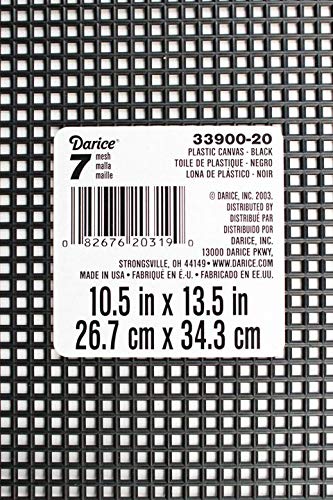 Darice®
33900-20
7 mesh
malla
maille
PLASTIC CANVAS - BLACK
TOILE DE PLASTIQUE - NEGRO
LONA DE PLÁSTICO - NOIR
0 82676 20319 0
© DARICE, INC. 2003.
DISTRIBUTED BY
DISTRIBUÉ PAR
DISTRIBUIDO POR
DARICE, INC.
13000 DARICE PKWY,
STRONGSVILLE, OH 44149 • WWW.DARICE.COM
MADE IN USA • FABRIQUÉ EN É.-U. • FABRICADO EN EE.UU.
10.5 in x 13.5 in
26.7 cm x 34.3 cm